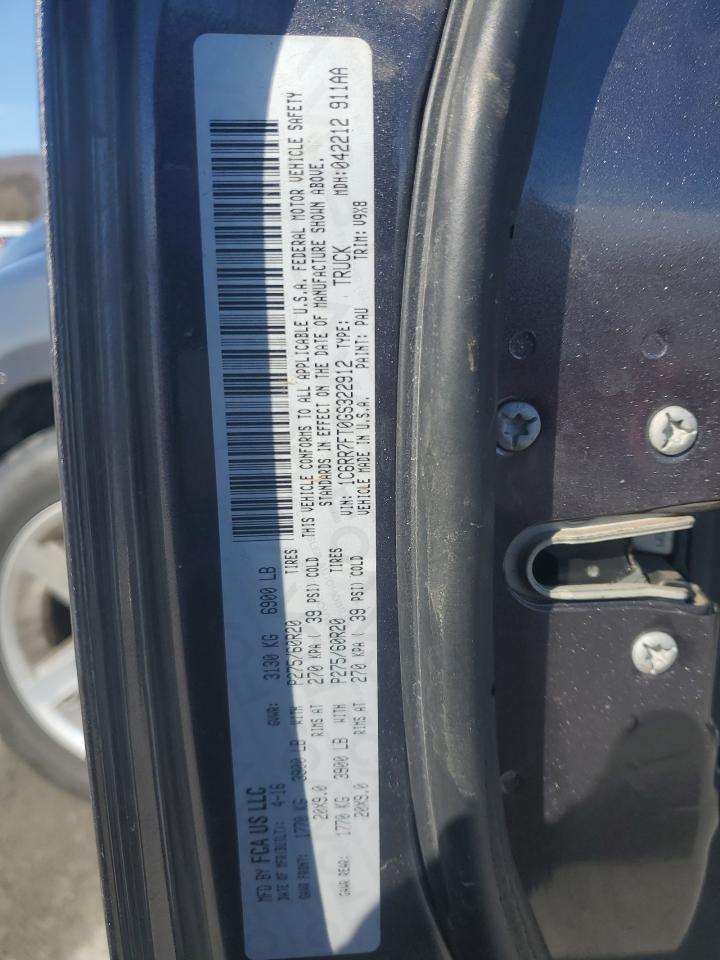 MFD BY FCA US LLC
DATE OF MFR(BUILT): 4-16 GVWR: 3130 KG 6900 LB
GAWR FRONT: 1770 KG 3900 LB WITH P275/60R20 TIRES
20X9.0 RIMS AT 270 KPA ( 39 PSI) COLD
GAWR REAR: 1770 KG 3900 LB WITH P275/60R20 TIRES
20X9.0 RIMS AT 270 KPA ( 39 PSI) COLD
THIS VEHICLE CONFORMS TO ALL APPLICABLE U.S.A. FEDERAL MOTOR VEHICLE SAFETY
STANDARDS IN EFFECT ON THE DATE OF MANUFACTURE SHOWN ABOVE.
VIN: 1C6RR7FT0GS322912 TYPE: TRUCK MDH:042212 911AA
VEHICLE MADE IN U.S.A. PAINT: PAU TRIM: V9X8